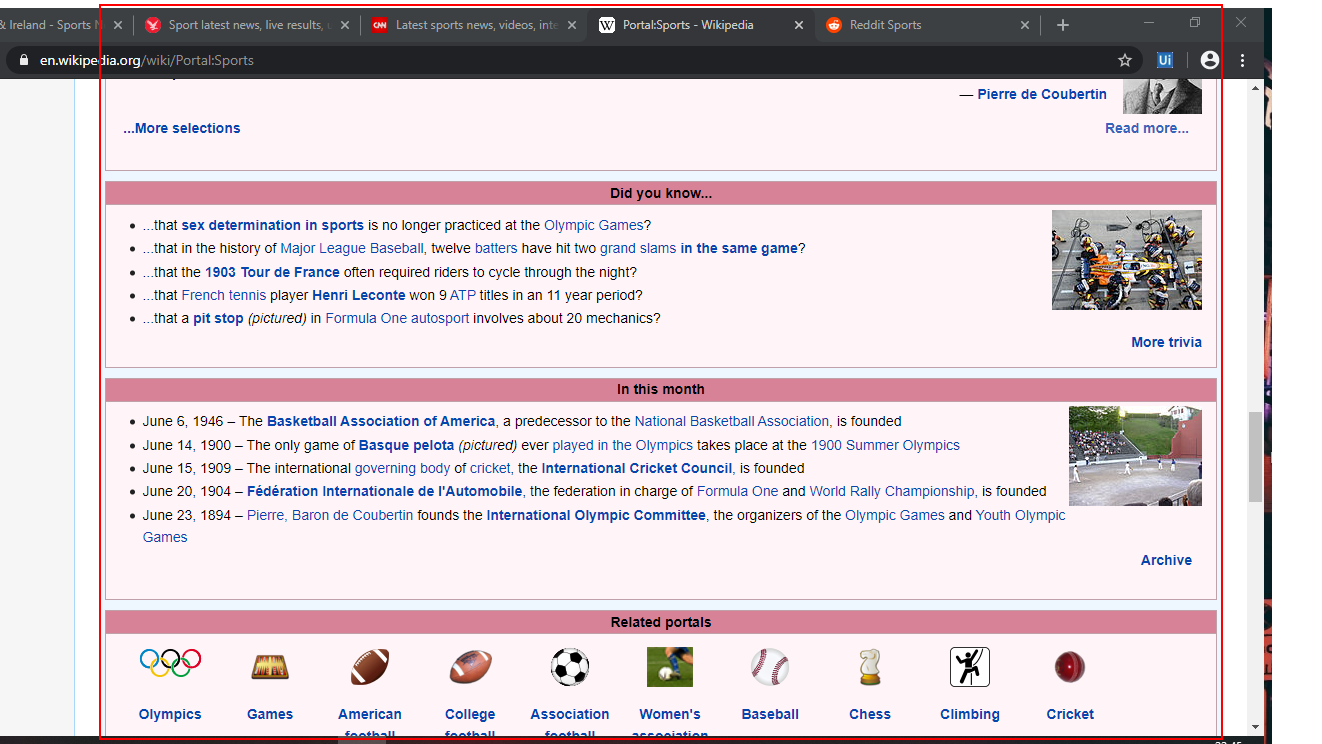 & Ireland - Sports N
Sport latest news, live results, u
CNN
Latest sports news, videos, inte
W
Portal:Sports - Wikipedia
Reddit Sports
en.wikipedia.org/wiki/Portal:Sports
Ui
— Pierre de Coubertin
...More selections
Read more...
Did you know...
...that sex determination in sports is no longer practiced at the Olympic Games?
...that in the history of Major League Baseball, twelve batters have hit two grand slams in the same game?
...that the 1903 Tour de France often required riders to cycle through the night?
...that French tennis player Henri Leconte won 9 ATP titles in an 11 year period?
...that a pit stop (pictured) in Formula One autosport involves about 20 mechanics?
More trivia
In this month
June 6, 1946 – The Basketball Association of America, a predecessor to the National Basketball Association, is founded
June 14, 1900 – The only game of Basque pelota (pictured) ever played in the Olympics takes place at the 1900 Summer Olympics
June 15, 1909 – The international governing body of cricket, the International Cricket Council, is founded
June 20, 1904 – Fédération Internationale de l'Automobile, the federation in charge of Formula One and World Rally Championship, is founded
June 23, 1894 – Pierre, Baron de Coubertin founds the International Olympic Committee, the organizers of the Olympic Games and Youth Olympic
Games
Archive
Related portals
Olympics
Games
American
football
College
football
Association
football
Women's
association
Baseball
Chess
Climbing
Cricket